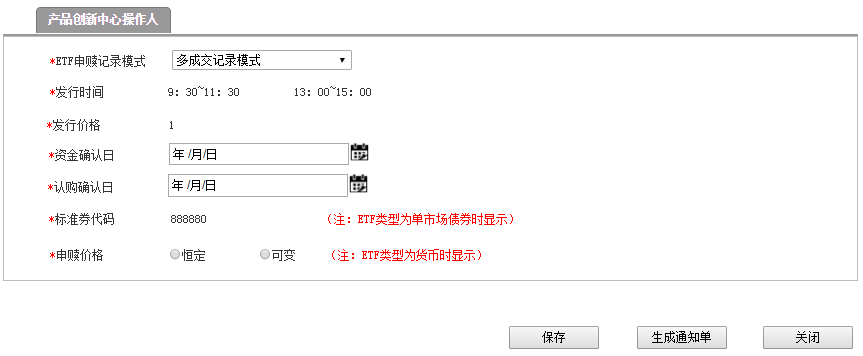 产品创新中心操作人
*ETF申赎记录模式 多成交记录模式
*发行时间 9：30~11：30 13：00~15：00
*发行价格 1
*资金确认日 年 /月/日
*认购确认日 年 /月/日
*标准券代码 888880 （注：ETF类型为单市场债券时显示）
*申赎价格 恒定 可变 （注：ETF类型为货币时显示）
保存 生成通知单 关闭